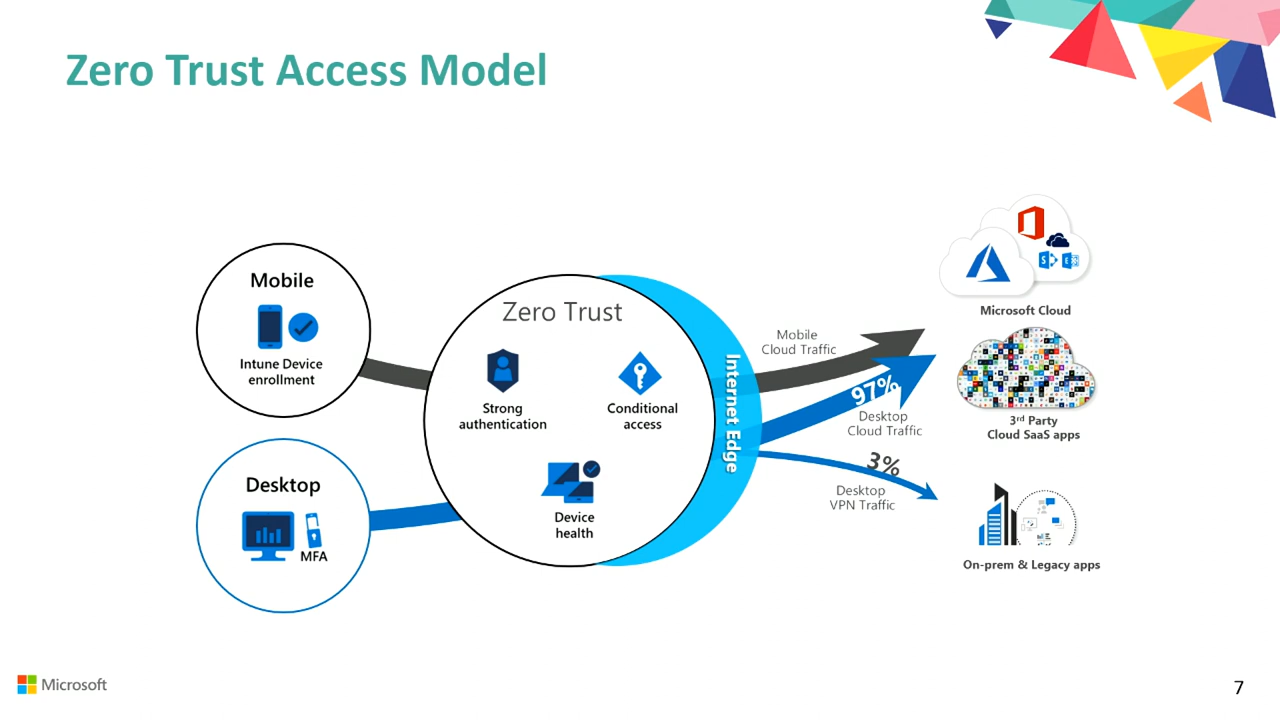 Zero Trust Access Model
Mobile
Intune Device
enrollment
Desktop
MFA
Zero Trust
Strong
authentication
Conditional
access
Device
health
Internet Edge
Mobile
Cloud Traffic
97%
Desktop
Cloud Traffic
3%
Desktop
VPN Traffic
Microsoft Cloud
3rd Party
Cloud SaaS apps
On-prem & Legacy apps
Microsoft
7